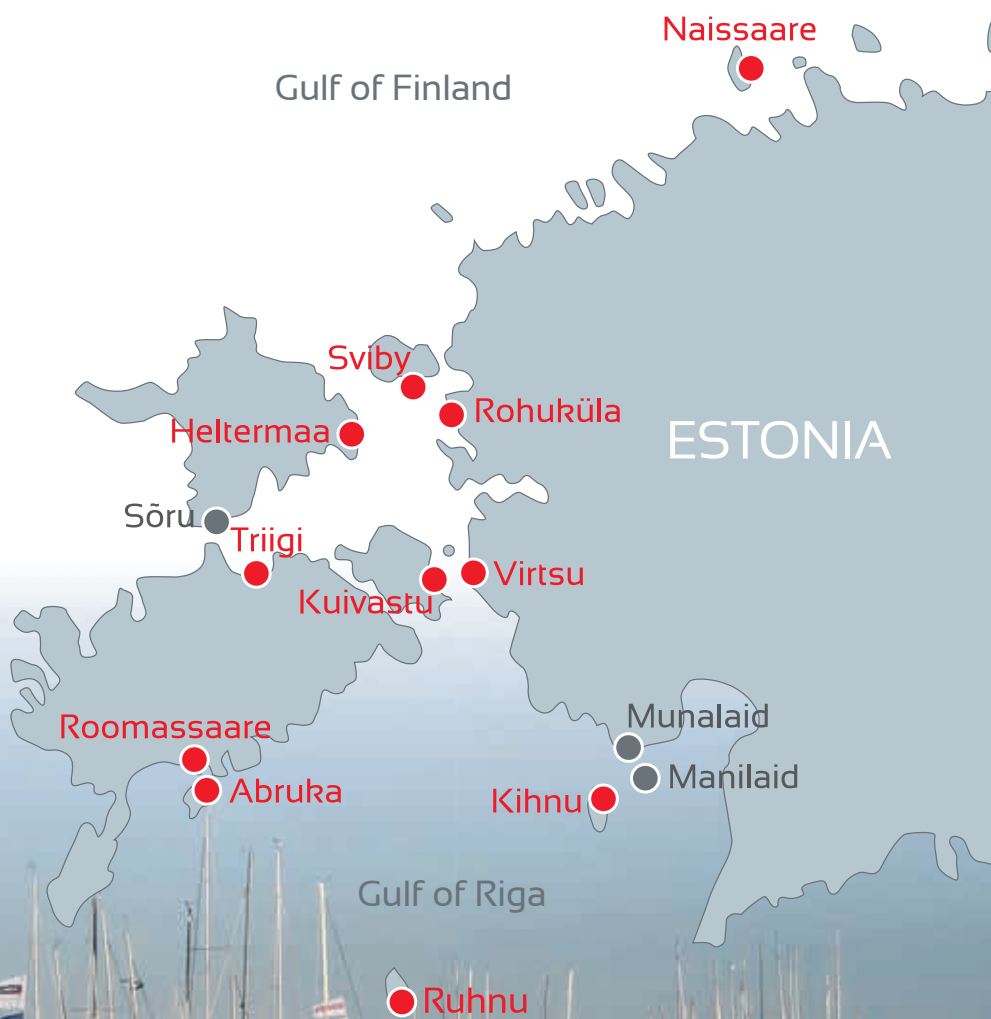 Naissaare
Gulf of Finland
Sviby
Rohuküla
Heltermaa
ESTONIA
Sõru
Triigi
Virtsu
Kuivastu
Munalaid
Roomassaare
Manilaid
Abruka
Kihnu
Gulf of Riga
Ruhnu